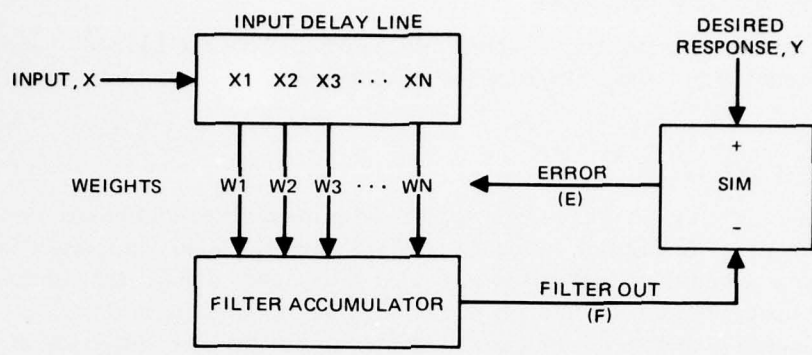 INPUT DELAY LINE
DESIRED
RESPONSE, Y
INPUT, X
X1 X2 X3 ··· XN
+
WEIGHTS
W1 W2 W3 ··· WN
ERROR
(E)
SIM
−
FILTER ACCUMULATOR
FILTER OUT
(F)